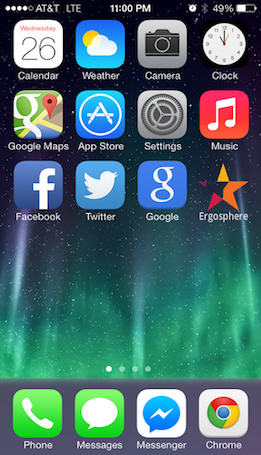 AT&T LTE 11:00 PM 49%
Wednesday
26
12
Calendar Weather Camera Clock
Google Maps App Store Settings Music
f g
Facebook Twitter Google Ergosphere
Phone Messages Messenger Chrome